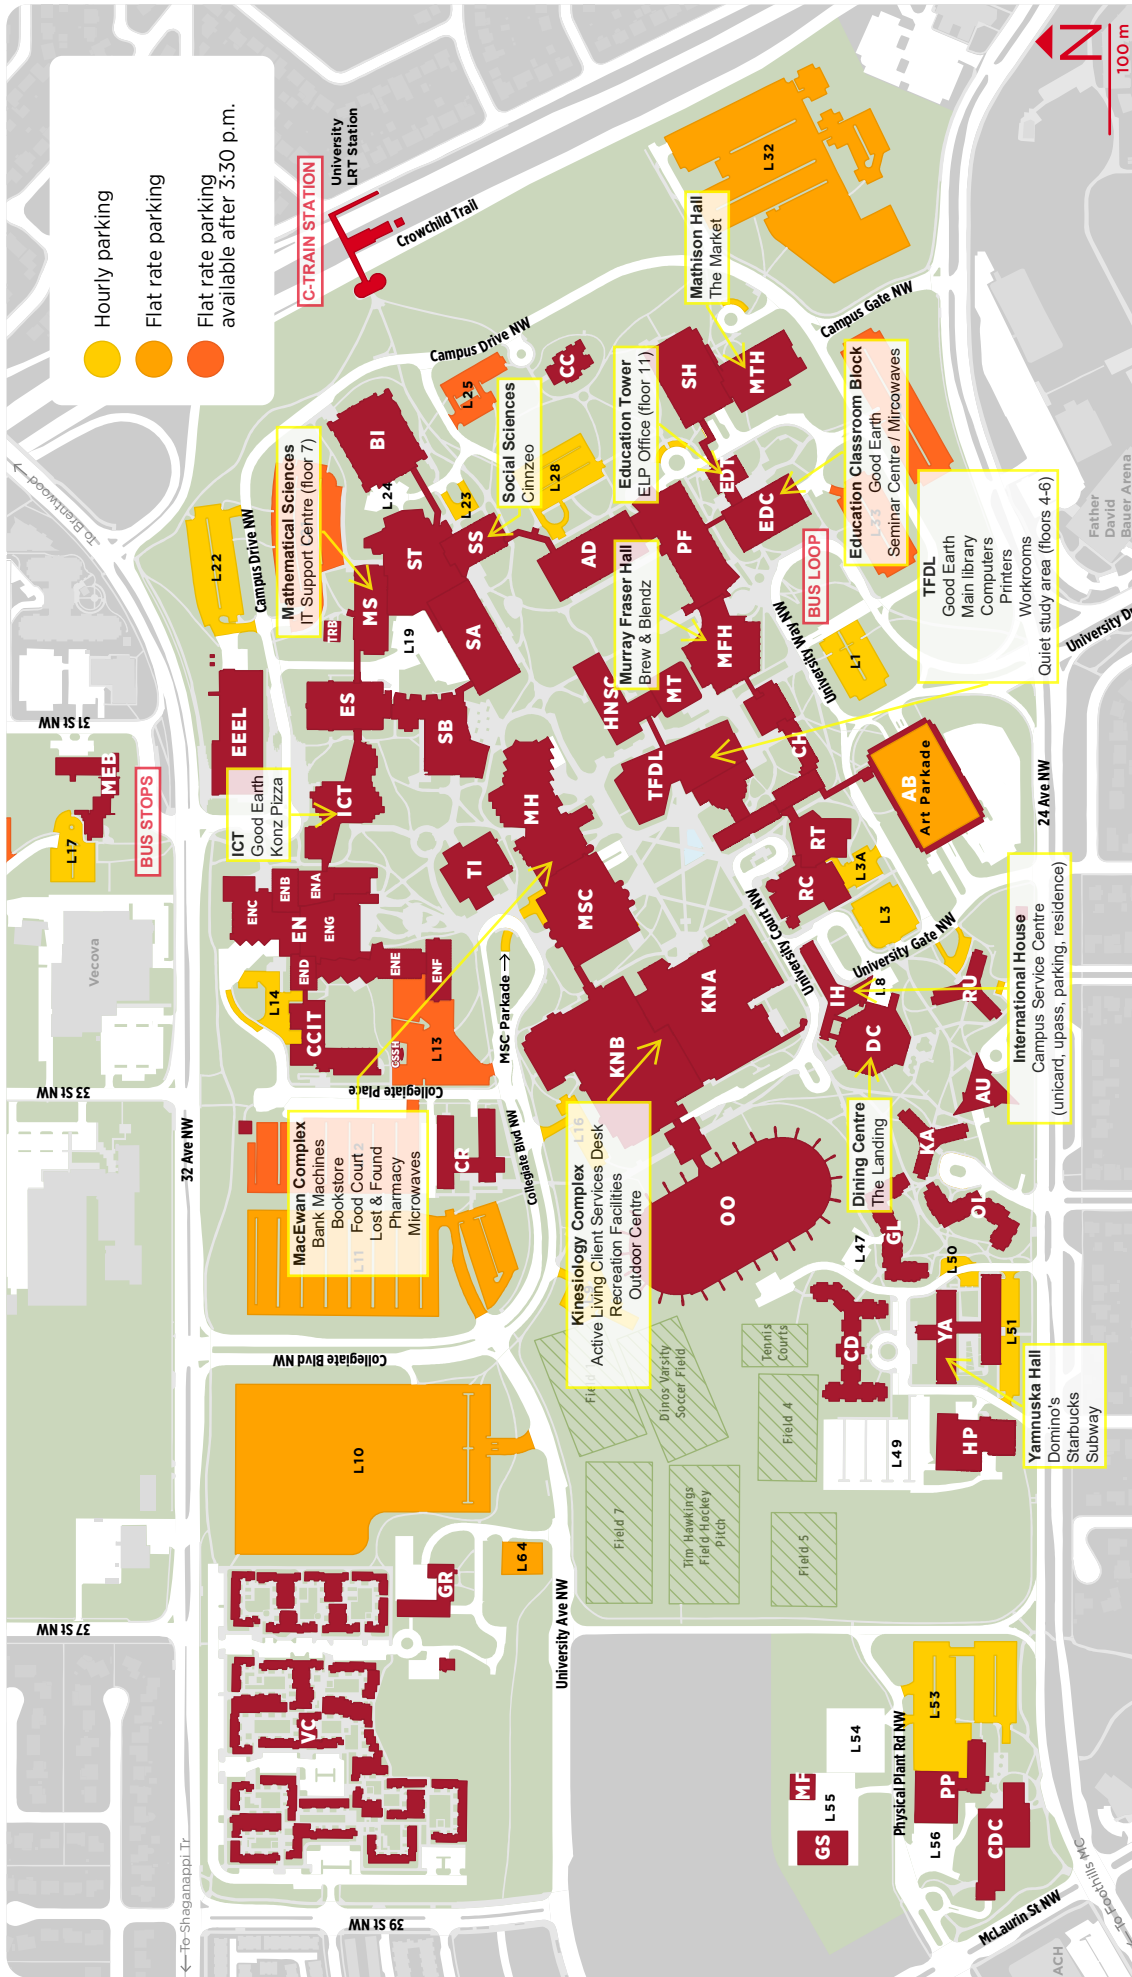 Hourly parking
Flat rate parking
Flat rate parking
available after 3:30 p.m.
C-TRAIN STATION
University
LRT Station
Crowchild Trail
N
100 m
To Brentwood
31 St NW
33 St NW
37 St NW
39 St NW
32 Ave NW
← To Shaganappi Tr
Vecova
MEB
L17
BUS STOPS
Campus Drive NW
L22
Mathematical Sciences
IT Support Centre (floor 7)
BI
L24
L25
Campus Drive NW
CC
L23
Social Sciences
Cinnzeo
L28
SS
ST
MS
TRB
L19
SA
SB
ES
EEEL
ICT
Good Earth
Konz Pizza
ICT
ENC
ENB
ENA
EN
ENG
END
ENE
ENF
L14
CCIT
GSSH
L13
Collegiate Place
MSC Parkade →
TI
MH
MSC
AD
PF
Education Tower
ELP Office (floor 11)
EDT
EDC
SH
MTH
Mathison Hall
The Market
L32
Campus Gate NW
Education Classroom Block
Good Earth
Seminar Centre / Mircowaves
L33
Murray Fraser Hall
Brew & Blendz
MFH
MT
HNSC
TFDL
BUS LOOP
University Way NW
L1
TFDL
Good Earth
Main library
Computers
Printers
Workrooms
Quiet study area (floors 4-6)
Father
David
Bauer Arena
24 Ave NW
CH
AB
Art Parkade
RT
RC
L3A
L3
University Court NW
University Gate NW
KNA
KNB
IH
L8
DC
RU
AU
International House
Campus Service Centre
(unicard, upass, parking, residence)
KA
OL
GL
L47
L50
Dining Centre
The Landing
OO
L16
Kinesiology Complex
Active Living Client Services Desk
Recreation Facilities
Outdoor Centre
MacEwan Complex
Bank Machines
Bookstore
Food Court
Lost & Found
Pharmacy
Microwaves
L11
CR
Collegiate Blvd NW
Collegiate Blvd NW
L10
L64
GR
VC
University Ave NW
Field
Dinos Varsity
Soccer Field
Tennis
Courts
Field 4
Field 7
Tim Hawkings
Field Hockey
Pitch
Field 5
CD
YA
L51
HP
L49
Yamnuska Hall
Domino's
Starbucks
Subway
L53
L54
L55
L56
MF
GS
PP
CDC
Physical Plant Rd NW
McLaurin St NW
← To Foothills MC
ACH